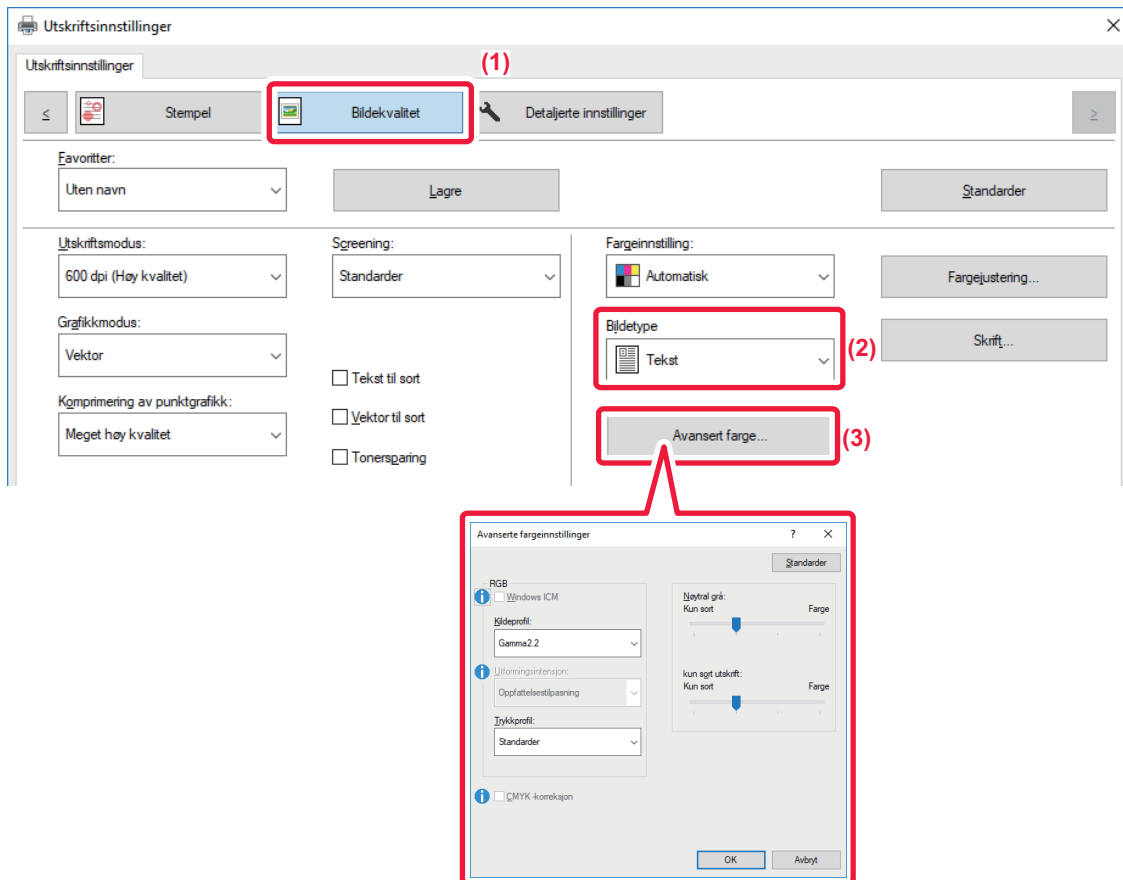 Utskriftsinnstillinger
Utskriftsinnstillinger
(1)
<
Stempel
Bildekvalitet
Detaljerte innstillinger
>
Favoritter:
Uten navn
Lagre
Standarder
Utskriftsmodus:
600 dpi (Høy kvalitet)
Screening:
Standarder
Fargeinnstilling:
Automatisk
Fargejustering...
Grafikkmodus:
Vektor
Bildetype
Tekst
(2)
Skrift...
Tekst til sort
Komprimering av punktgrafikk:
Meget høy kvalitet
Vektor til sort
Tonersparing
Avansert farge...
(3)
Avanserte fargeinnstillinger
?
Standarder
RGB
Windows ICM
Kildeprofil:
Gamma2.2
Utformingsintensjon:
Oppfattelsestilpasning
Trykkprofil:
Standarder
CMYK -korreksjon
Nøytral grå:
Kun sort Farge
kun sort utskrift:
Kun sort Farge
OK
Avbryt